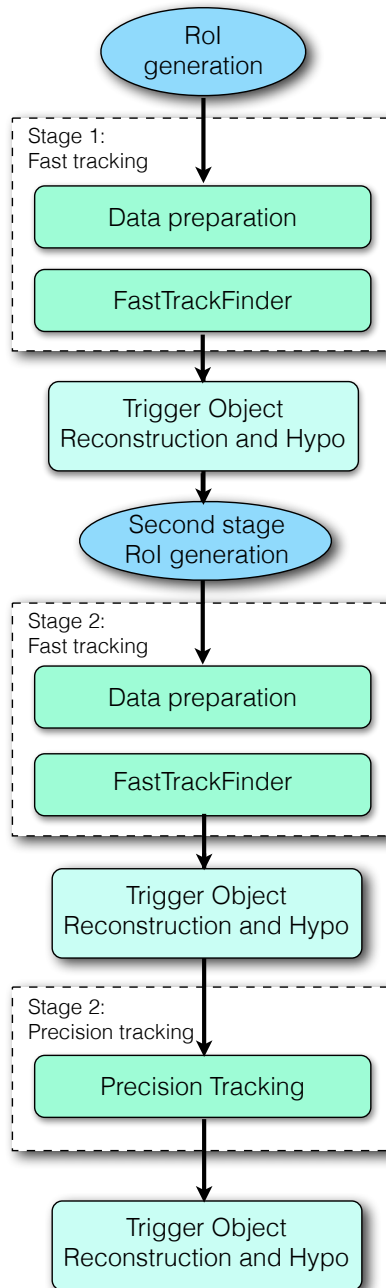 RoI
generation
Stage 1:
Fast tracking
Data preparation
FastTrackFinder
Trigger Object
Reconstruction and Hypo
Second stage
RoI generation
Stage 2:
Fast tracking
Data preparation
FastTrackFinder
Trigger Object
Reconstruction and Hypo
Stage 2:
Precision tracking
Precision Tracking
Trigger Object
Reconstruction and Hypo